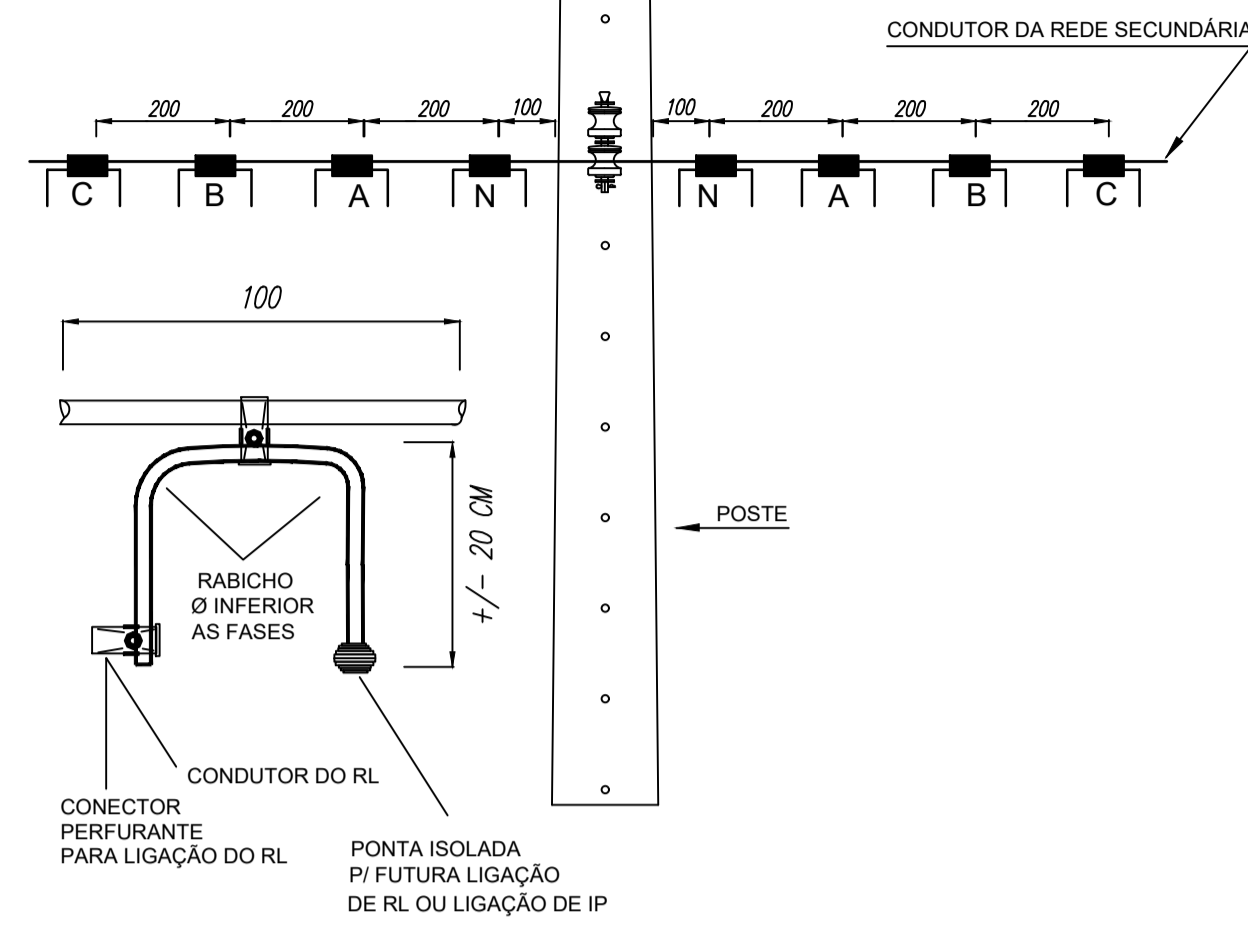 CONDUTOR DA REDE SECUNDÁRIA
200 200 200 100 100 200 200 200
C B A N N A B C
100
+/- 20 CM
POSTE
RABICHO
Ø INFERIOR
AS FASES
CONDUTOR DO RL
CONECTOR
PERFURANTE
PARA LIGAÇÃO DO RL
PONTA ISOLADA
P/ FUTURA LIGAÇÃO
DE RL OU LIGAÇÃO DE IP